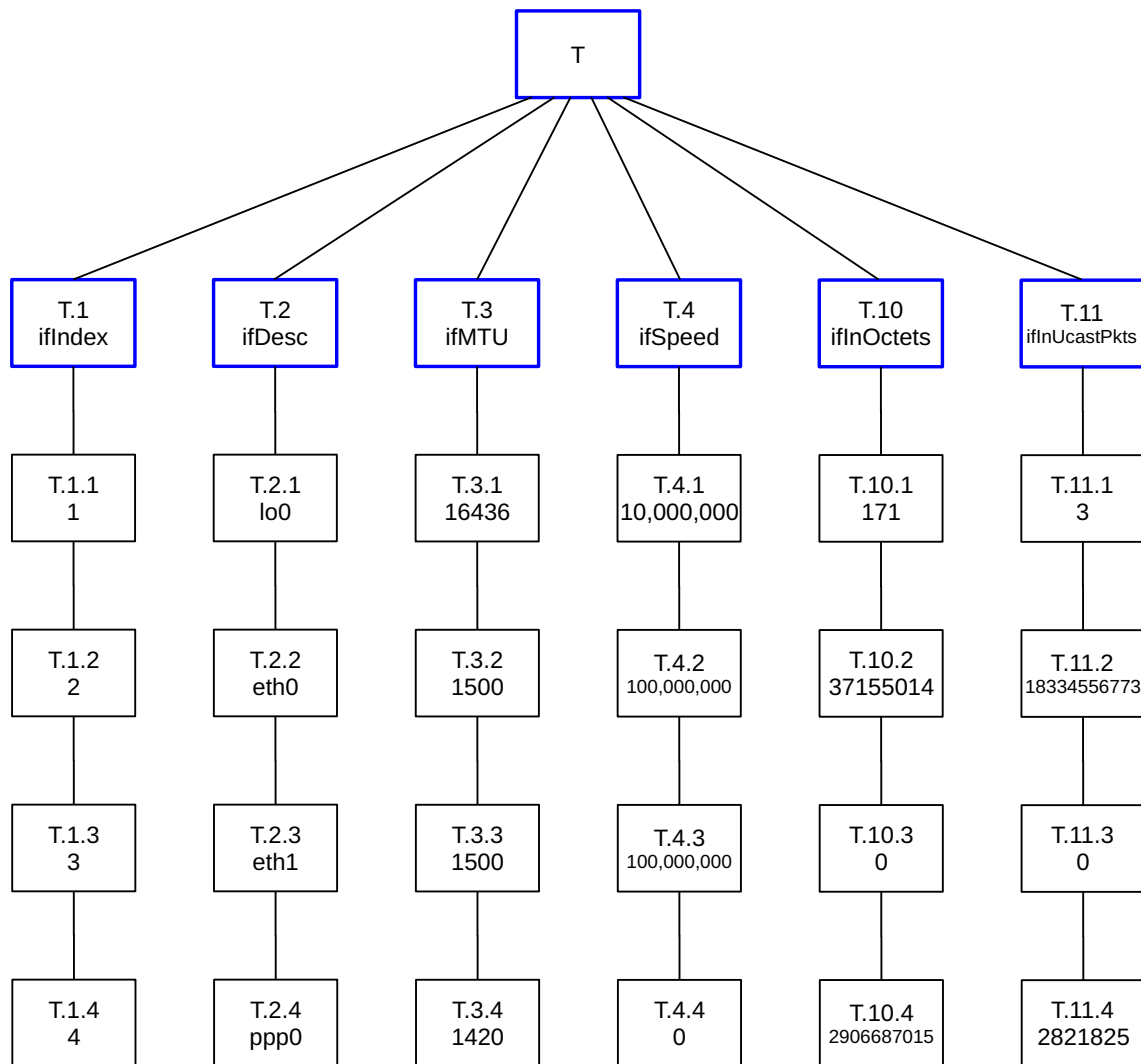 T
T.1
ifIndex
T.2
ifDesc
T.3
ifMTU
T.4
ifSpeed
T.10
ifInOctets
T.11
ifInUcastPkts
T.1.1
1
T.2.1
lo0
T.3.1
16436
T.4.1
10,000,000
T.10.1
171
T.11.1
3
T.1.2
2
T.2.2
eth0
T.3.2
1500
T.4.2
100,000,000
T.10.2
37155014
T.11.2
18334556773
T.1.3
3
T.2.3
eth1
T.3.3
1500
T.4.3
100,000,000
T.10.3
0
T.11.3
0
T.1.4
4
T.2.4
ppp0
T.3.4
1420
T.4.4
0
T.10.4
2906687015
T.11.4
2821825